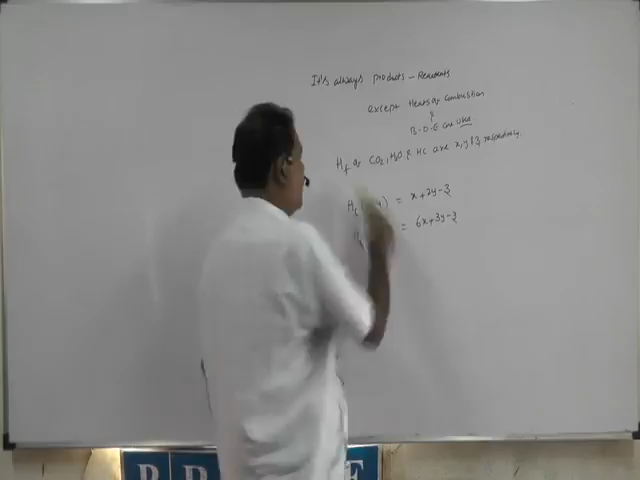 It's always products - Reactants
except Heats of Combustion
&
B.D.E are Used
Hf of CO2, H2O & HC are x, y & z respectively.
= x+2y-z
= 6x+3y-z